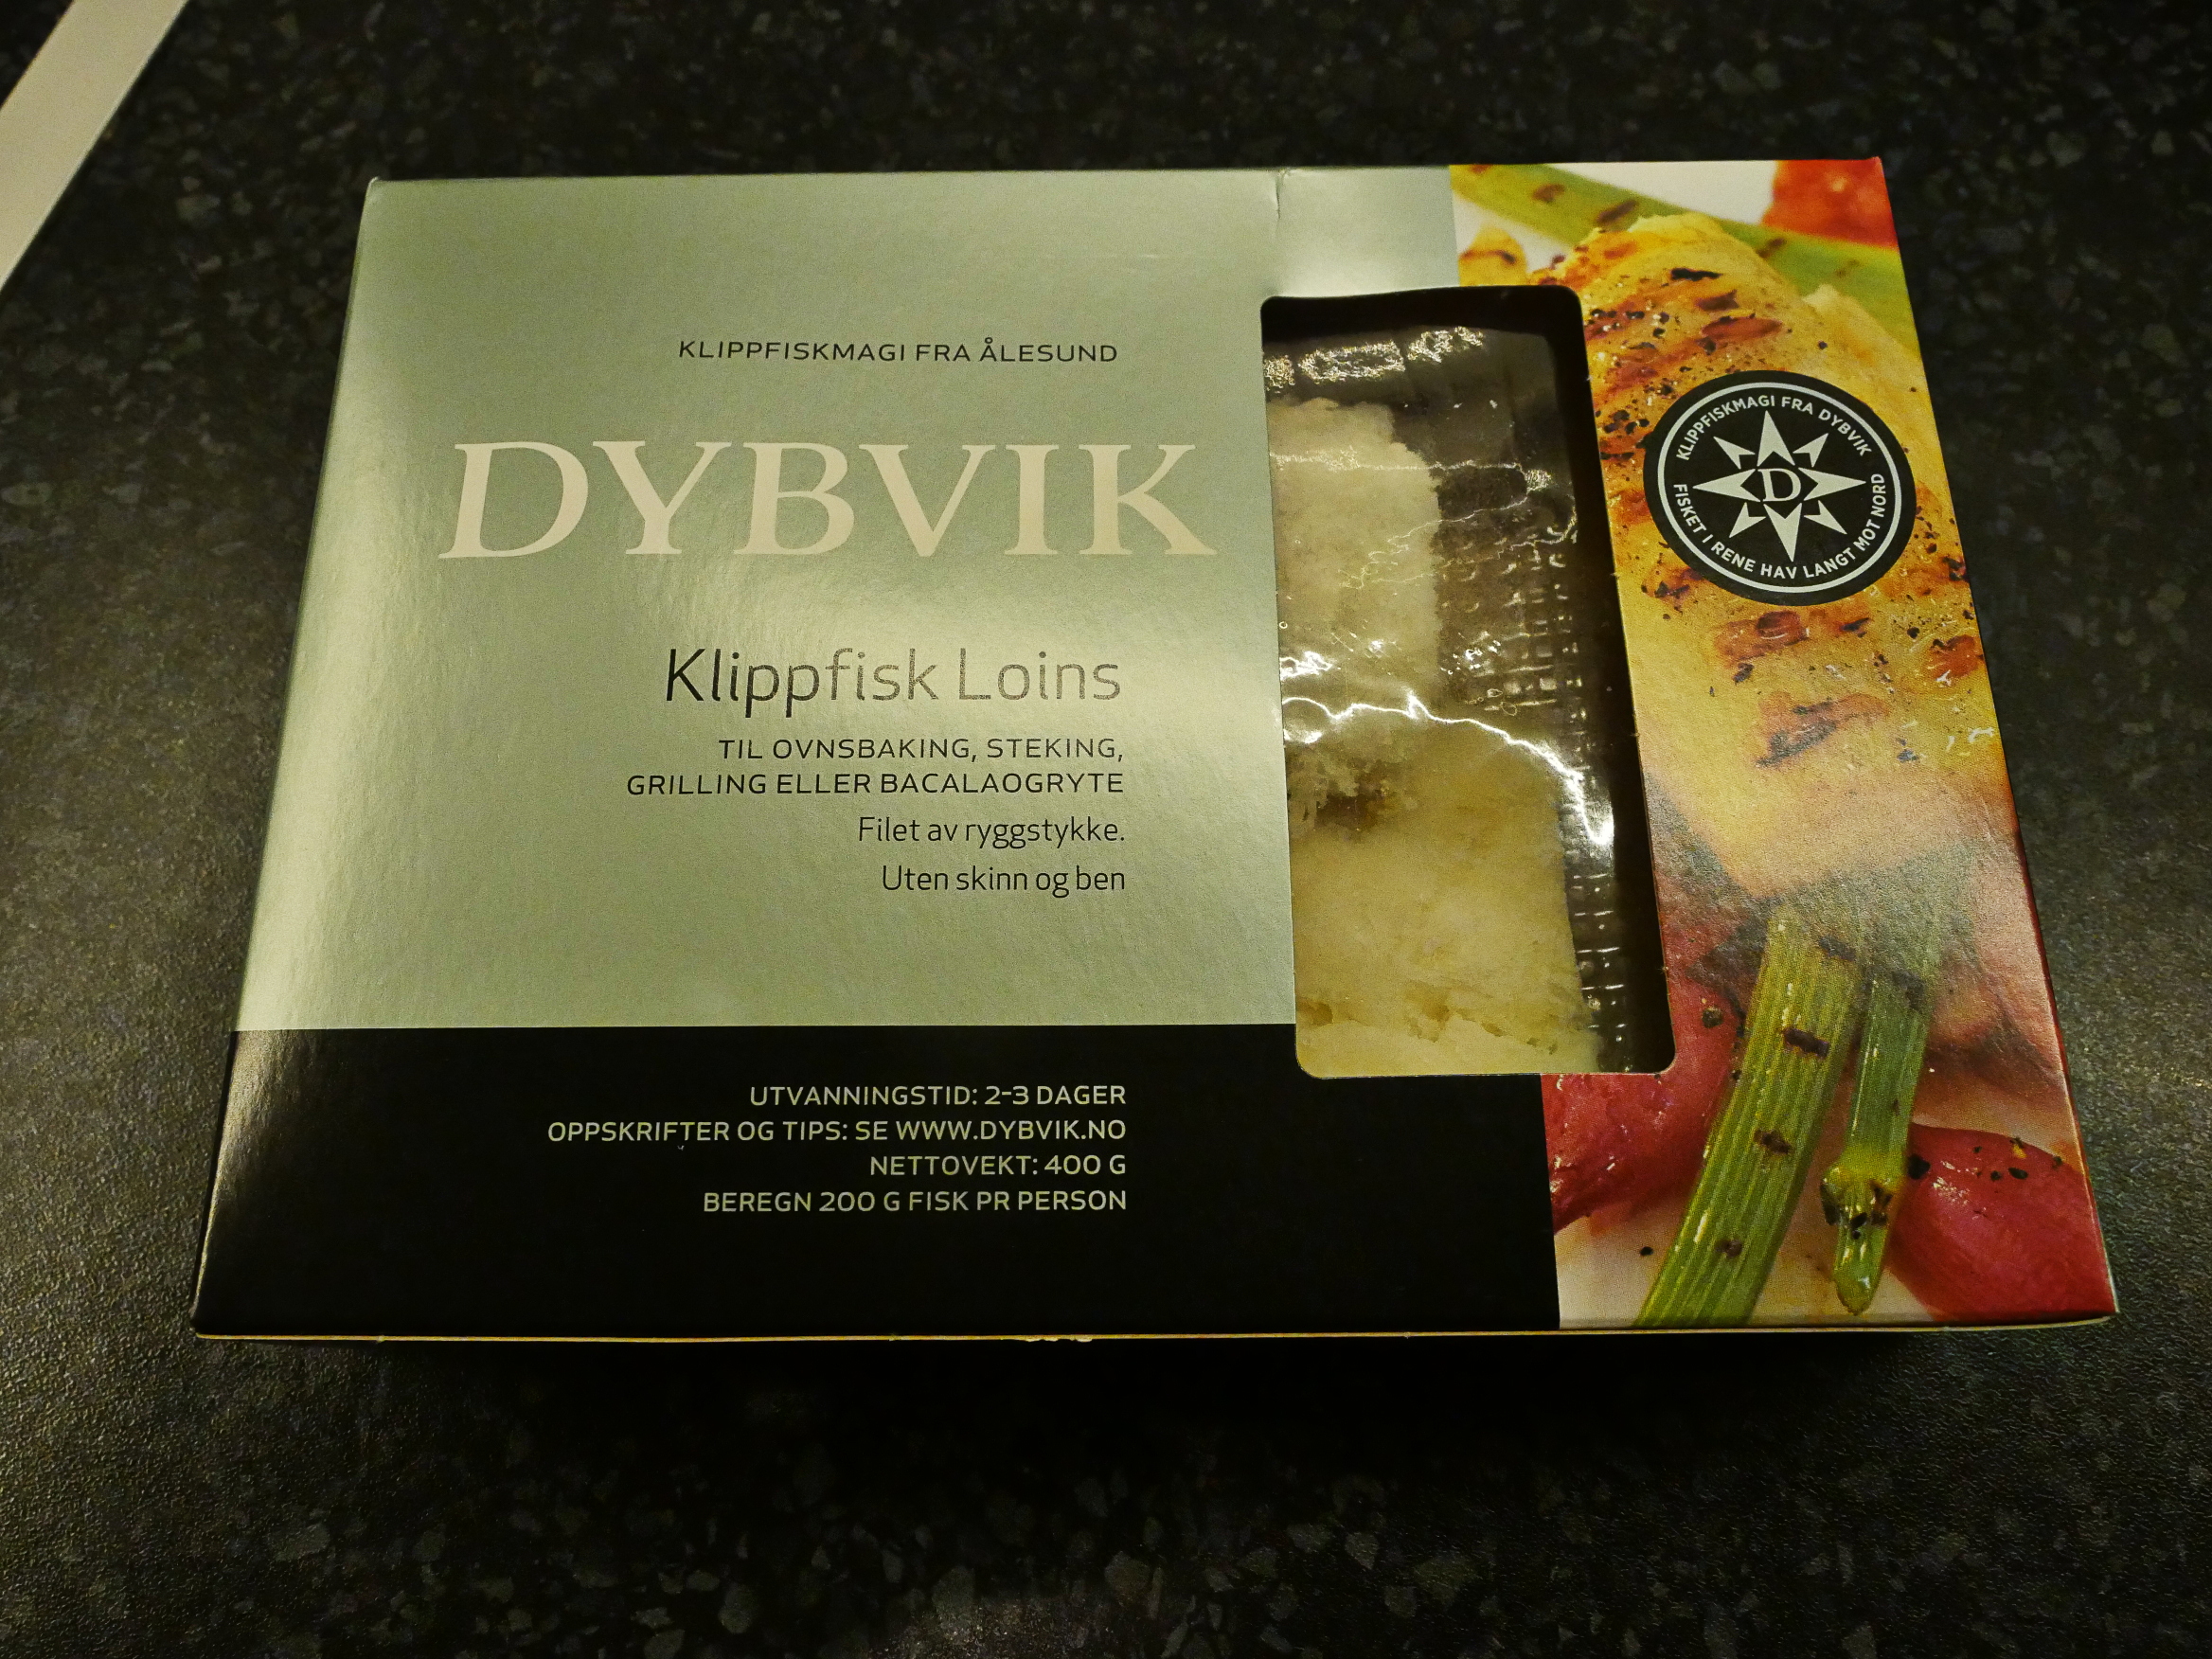 KLIPPFISKMAGI FRA ÅLESUND
DYBVIK
Klippfisk Loins
TIL OVNSBAKING, STEKING,
GRILLING ELLER BACALAOGRYTE
Filet av ryggstykke.
Uten skinn og ben
UTVANNINGSTID: 2-3 DAGER
OPPSKRIFTER OG TIPS: SE WWW.DYBVIK.NO
NETTOVEKT: 400 G
BEREGN 200 G FISK PR PERSON
KLIPPFISKMAGI FRA DYBVIK
D
FISKET I RENE HAV LANGT MOT NORD